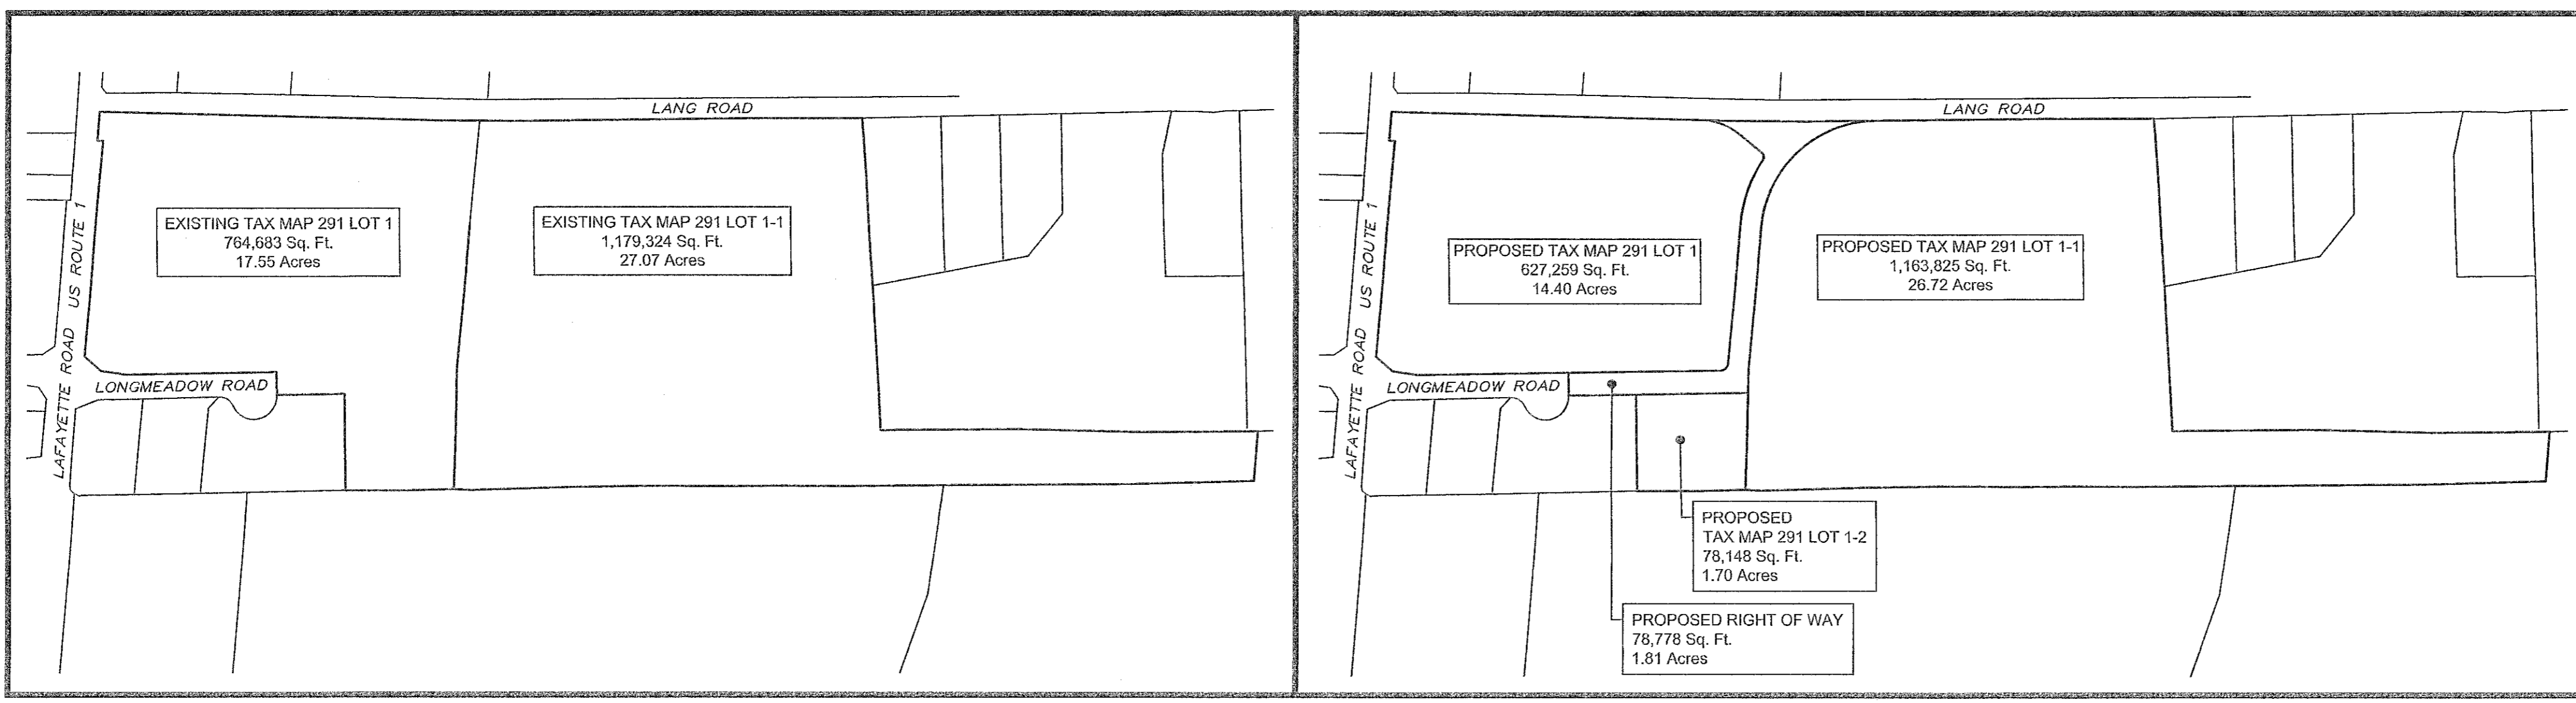 LANG ROAD
EXISTING TAX MAP 291 LOT 1
764,683 Sq. Ft.
17.55 Acres
EXISTING TAX MAP 291 LOT 1-1
1,179,324 Sq. Ft.
27.07 Acres
LAFAYETTE ROAD US ROUTE 1
LONGMEADOW ROAD
LANG ROAD
PROPOSED TAX MAP 291 LOT 1
627,259 Sq. Ft.
14.40 Acres
PROPOSED TAX MAP 291 LOT 1-1
1,163,825 Sq. Ft.
26.72 Acres
LAFAYETTE ROAD US ROUTE 1
LONGMEADOW ROAD
PROPOSED
TAX MAP 291 LOT 1-2
78,148 Sq. Ft.
1.70 Acres
PROPOSED RIGHT OF WAY
78,778 Sq. Ft.
1.81 Acres